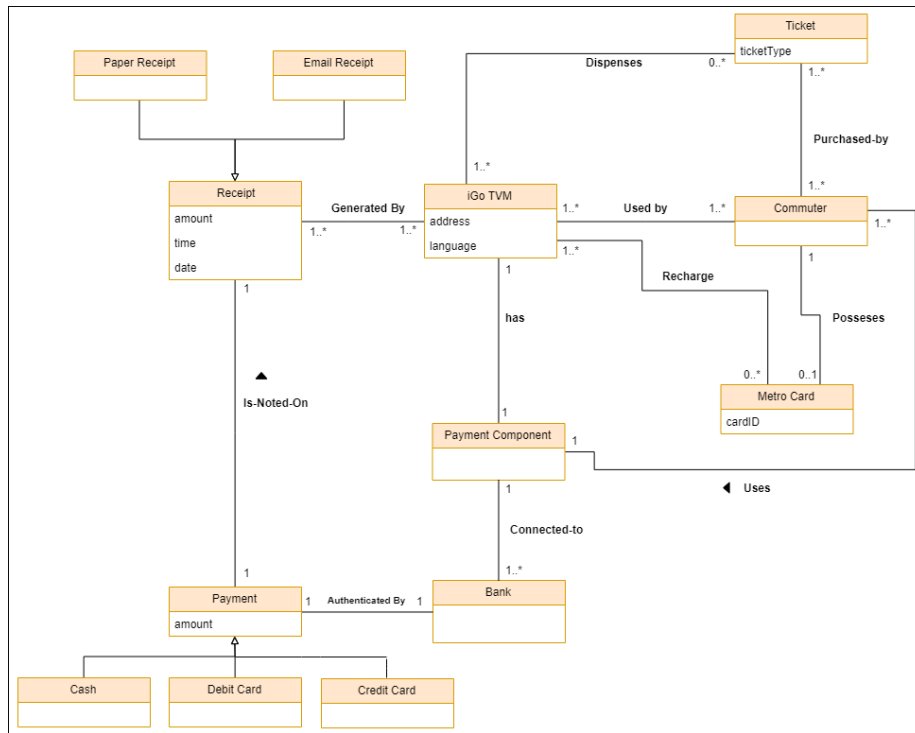 Ticket
ticketType
Paper Receipt
Email Receipt
Dispenses
0..*
1..*
Purchased-by
1..*
1..*
Receipt
amount
time
date
Generated By
1..*
1..*
iGo TVM
address
language
1..*
Used by
1..*
Commuter
1..*
1..*
1
1
1
Recharge
has
Posseses
0..*
0..1
Metro Card
cardID
Is-Noted-On
1
Payment Component
1
1
Uses
Connected-to
1..*
1
Payment
amount
1
Authenticated By
1
Bank
Cash
Debit Card
Credit Card